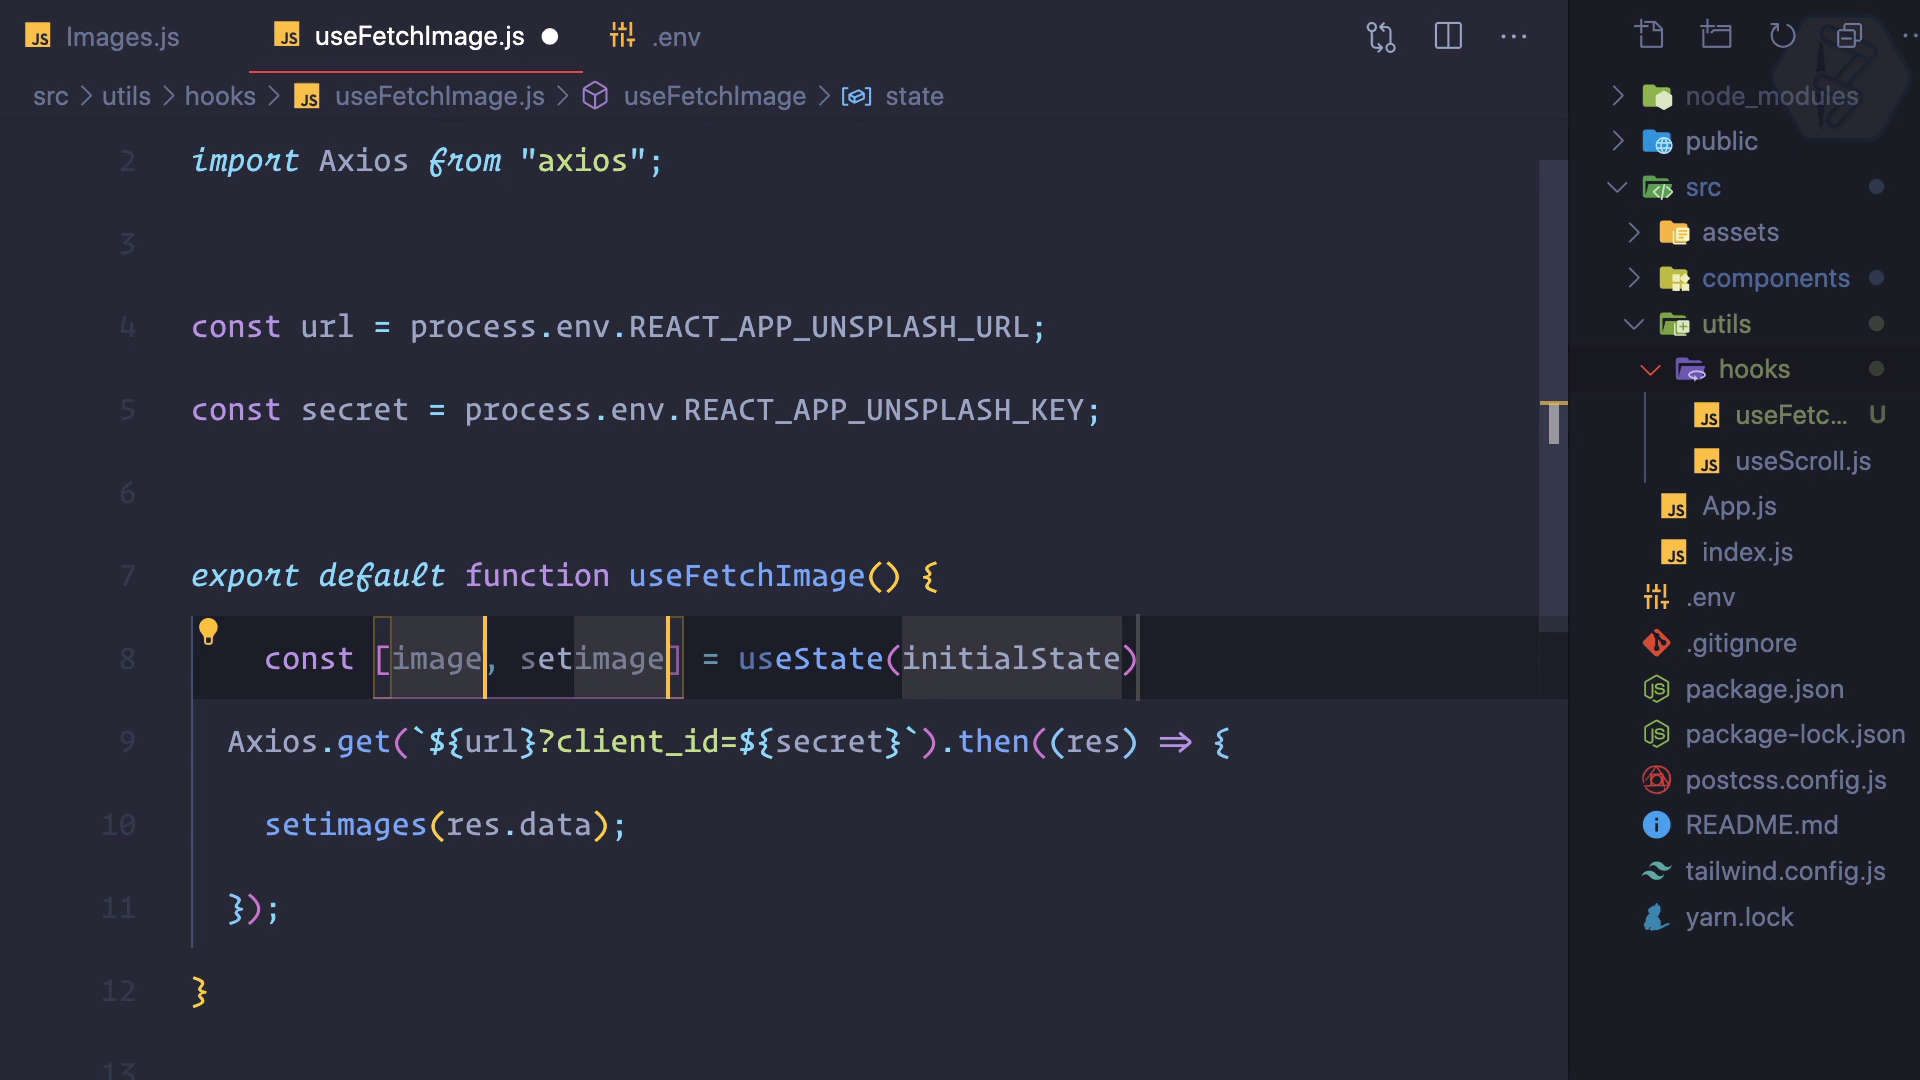 Images.js
useFetchImage.js
.env
src > utils > hooks > useFetchImage.js > useFetchImage > state
2 import Axios from "axios";
3
4 const url = process.env.REACT_APP_UNSPLASH_URL;
5 const secret = process.env.REACT_APP_UNSPLASH_KEY;
6
7 export default function useFetchImage() {
8 const [image, setimage] = useState(initialState)
9 Axios.get(`${url}?client_id=${secret}`).then((res) => {
10 setimages(res.data);
11 });
12 }
13
node_modules
public
src
assets
components
utils
hooks
useFetc... U
useScroll.js
App.js
index.js
.env
.gitignore
package.json
package-lock.json
postcss.config.js
README.md
tailwind.config.js
yarn.lock